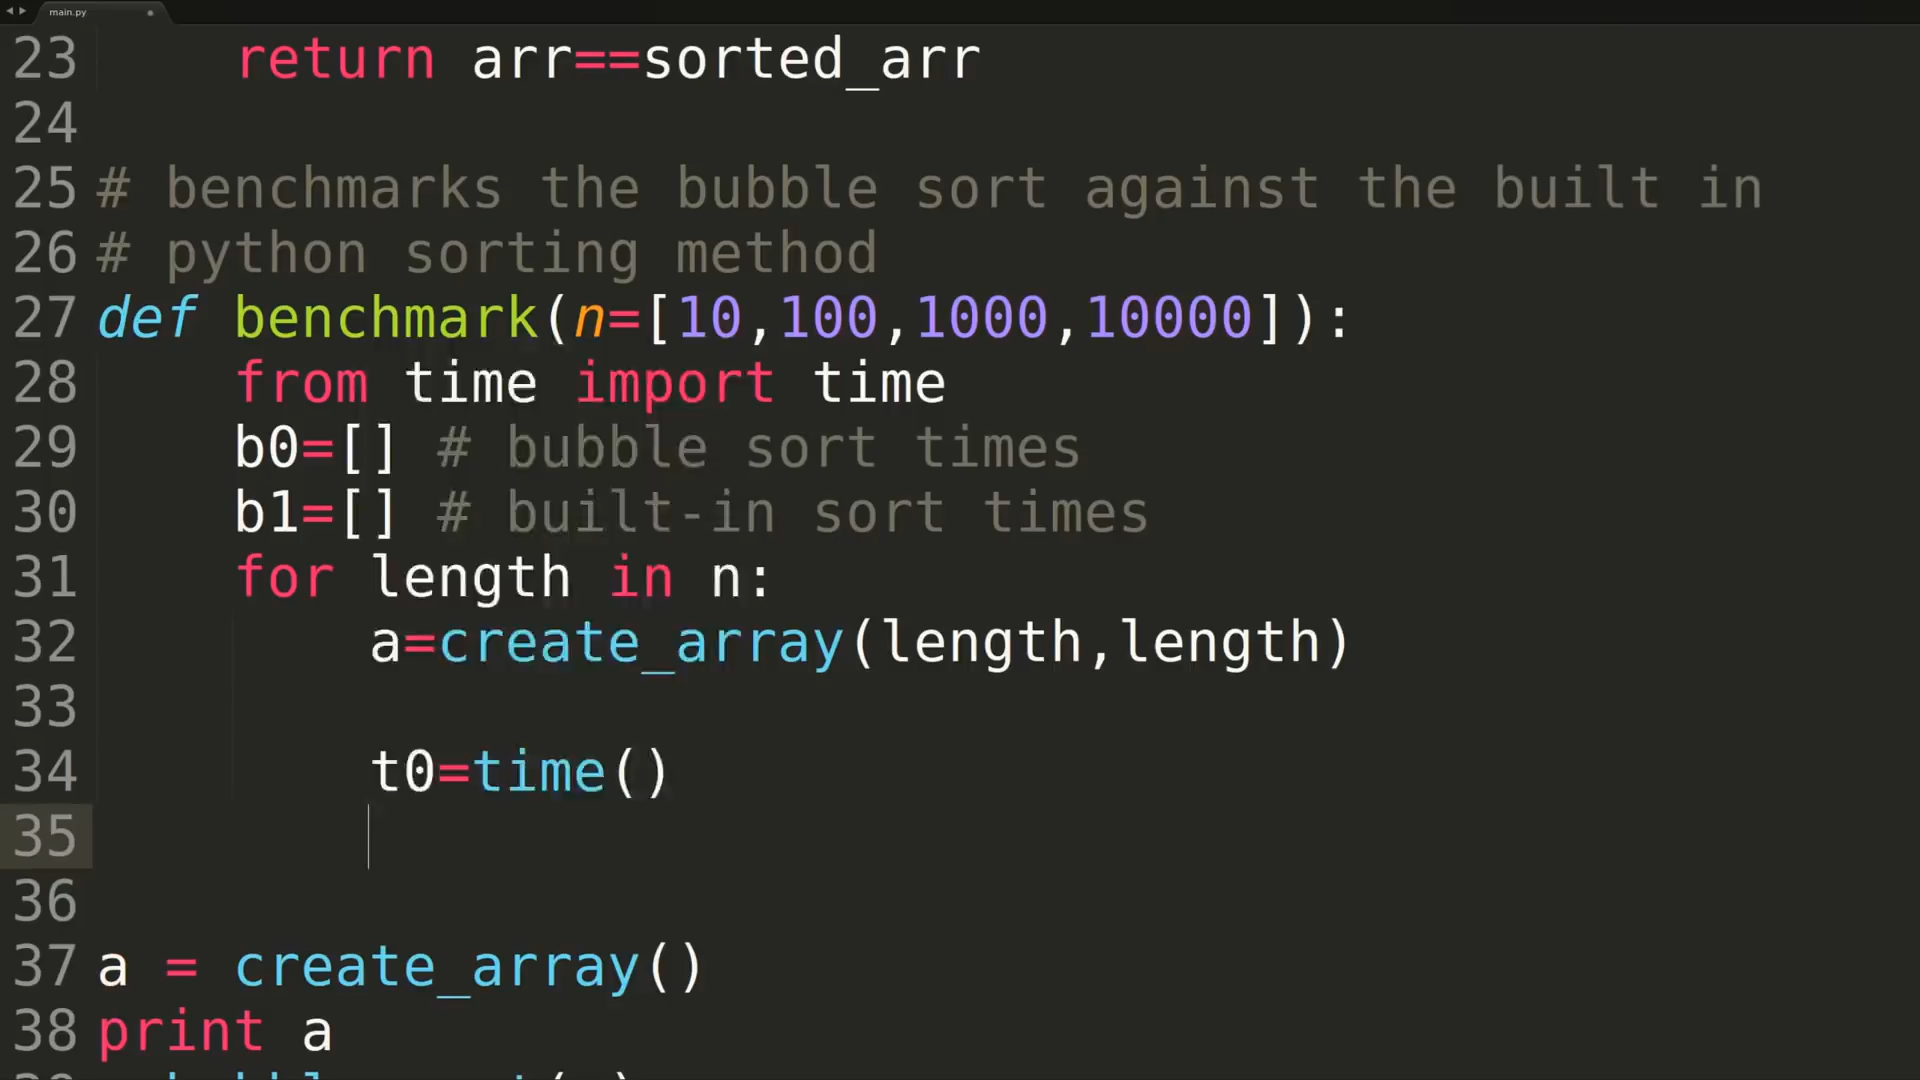 main.py
23 return arr==sorted_arr
24
25 # benchmarks the bubble sort against the built in
26 # python sorting method
27 def benchmark(n=[10,100,1000,10000]):
28 from time import time
29 b0=[] # bubble sort times
30 b1=[] # built-in sort times
31 for length in n:
32 a=create_array(length,length)
33
34 t0=time()
35
36
37 a = create_array()
38 print a